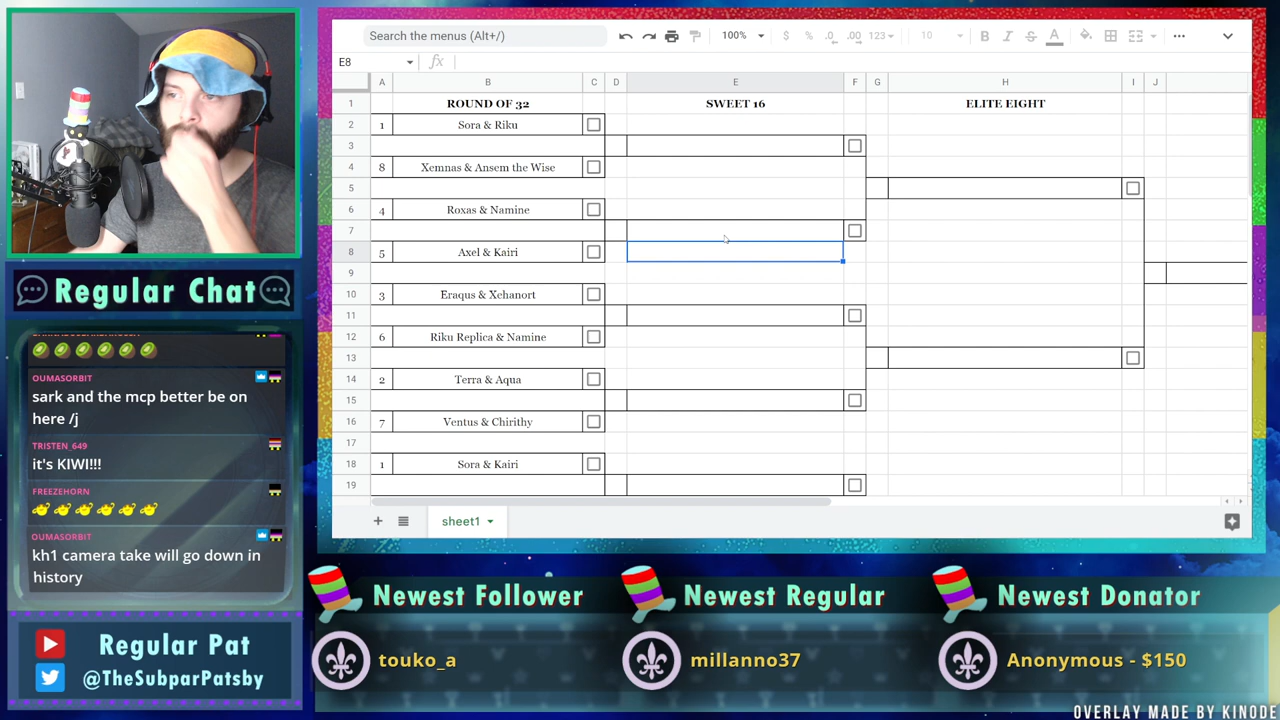 Search the menus (Alt+/)
100%
$ % .0 .00 123
10
B I S A
E8
fx
A B C D E F G H I J
1 ROUND OF 32 SWEET 16 ELITE EIGHT
2 1 Sora & Riku
3
4 8 Xemnas & Ansem the Wise
5
6 4 Roxas & Namine
7
8 5 Axel & Kairi
9
10 3 Eraqus & Xehanort
11
12 6 Riku Replica & Namine
13
14 2 Terra & Aqua
15
16 7 Ventus & Chirithy
17
18 1 Sora & Kairi
19
sheet1
Regular Chat
OUMASORBIT
sark and the mcp better be on
here /j
TRISTEN_649
it's KIWI!!!
FREEZEHORN
OUMASORBIT
kh1 camera take will go down in
history
Regular Pat
@TheSubparPatsby
Newest Follower
touko_a
Newest Regular
millanno37
Newest Donator
Anonymous - $150
OVERLAY MADE BY KINODE